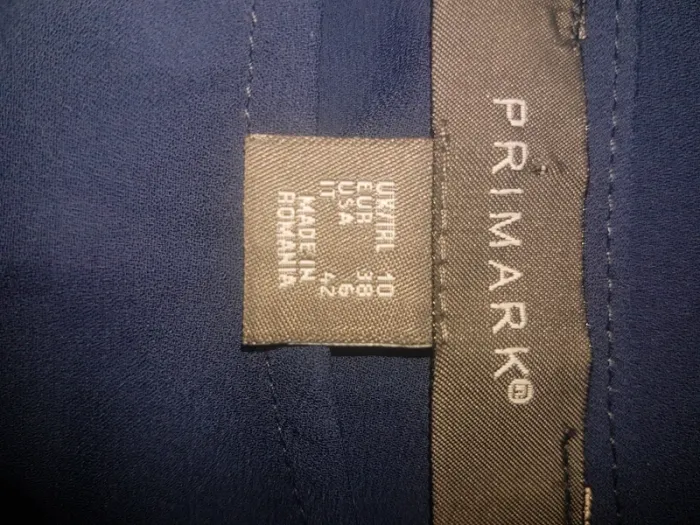 PRIMARK®
UK/IRL 10
EUR 38
USA 6
IT 42
MADE IN
ROMANIA